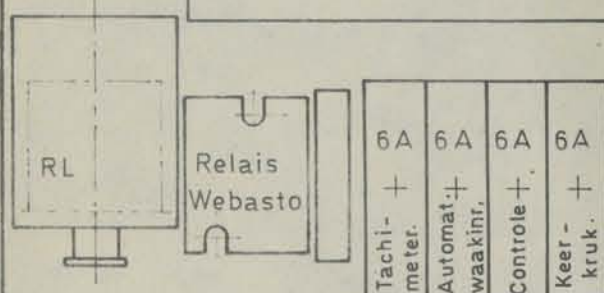 RL
Relais
Webasto
6A
+
Tachi-
meter.
6A
+
Automat.
waakinr.
6A
+
Controle
6A
+
Keer-
kruk.